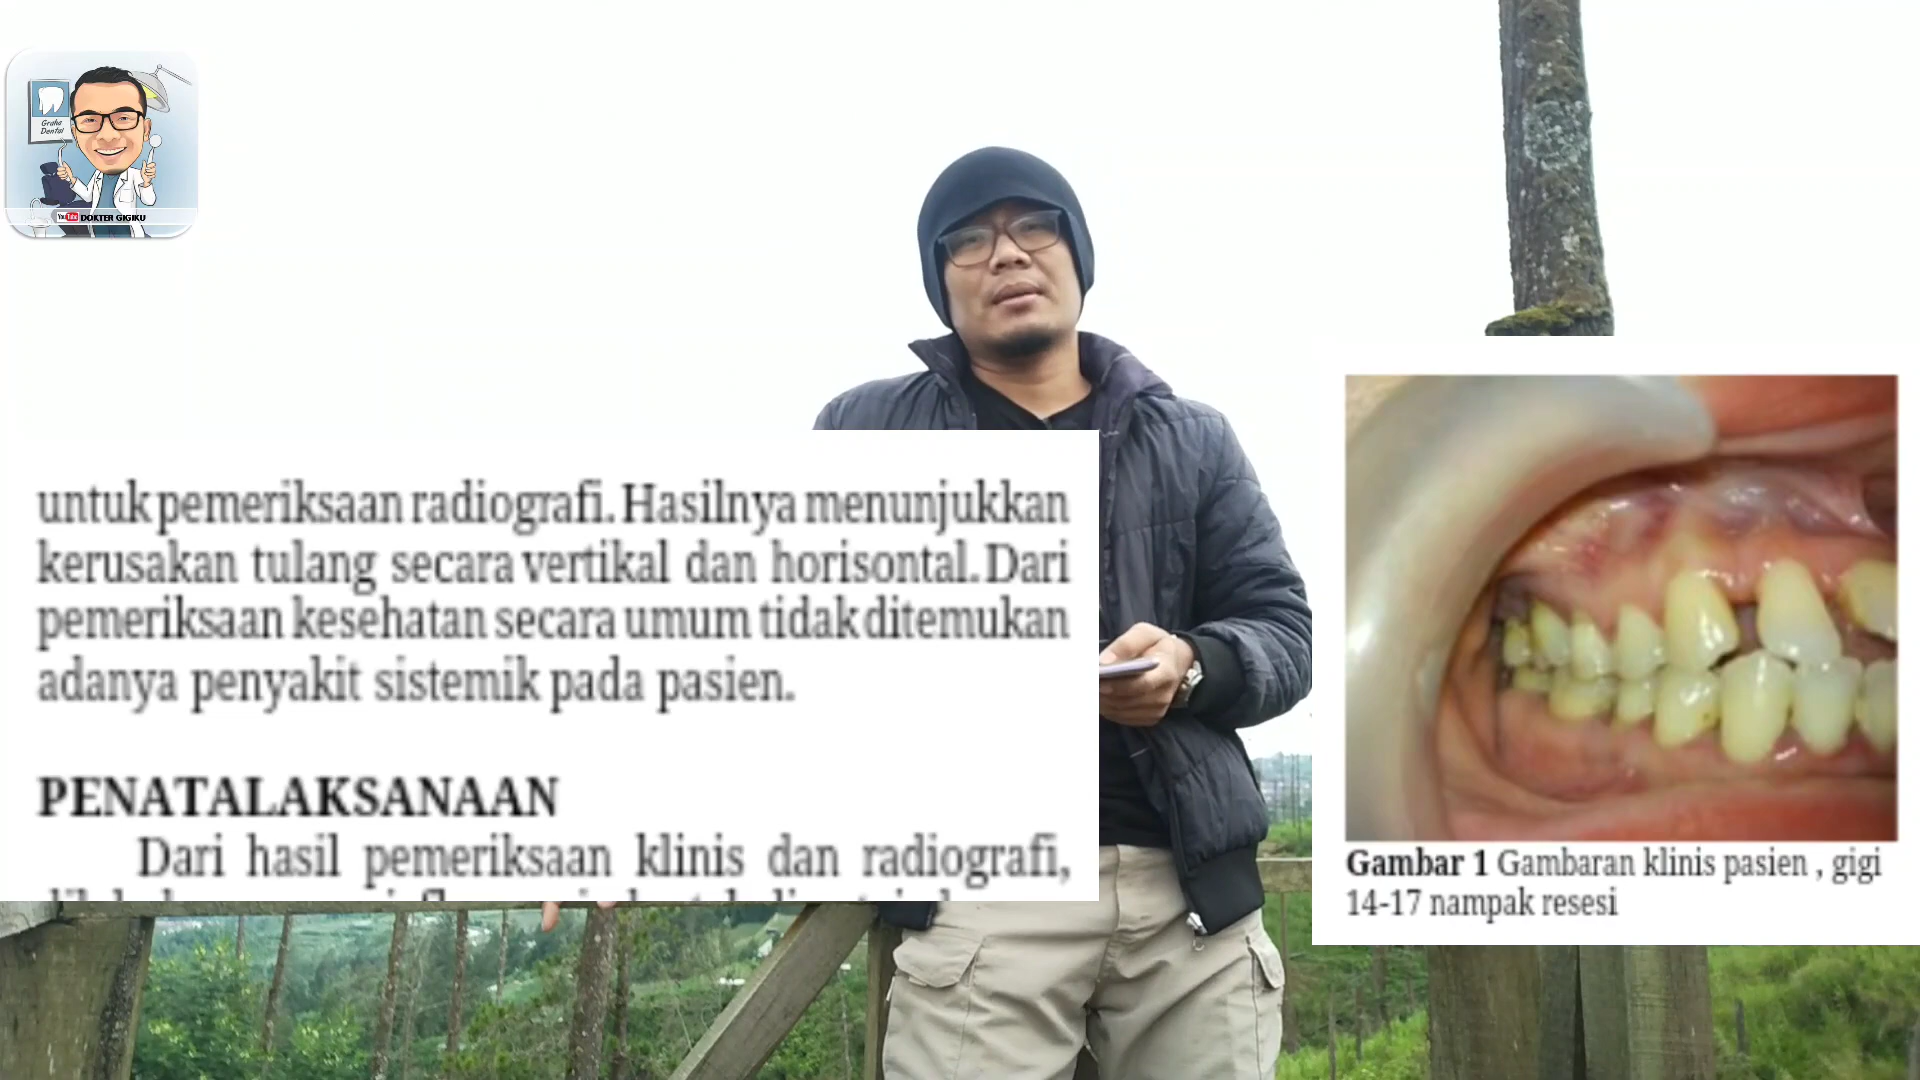 Graha
Dental
YouTube DOKTER GIGIKU
untuk pemeriksaan radiografi. Hasilnya menunjukkan
kerusakan tulang secara vertikal dan horisontal. Dari
pemeriksaan kesehatan secara umum tidak ditemukan
adanya penyakit sistemik pada pasien.
PENATALAKSANAAN
Dari hasil pemeriksaan klinis dan radiografi,
Gambar 1 Gambaran klinis pasien , gigi
14-17 nampak resesi